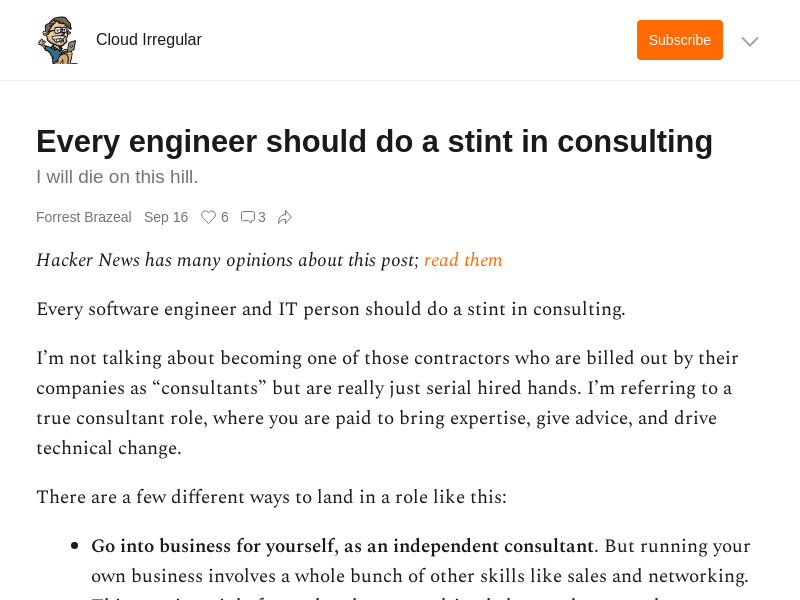 Cloud Irregular
Subscribe
Every engineer should do a stint in consulting
I will die on this hill.
Forrest Brazeal Sep 16 6 3
Hacker News has many opinions about this post; read them
Every software engineer and IT person should do a stint in consulting.
I’m not talking about becoming one of those contractors who are billed out by their
companies as “consultants” but are really just serial hired hands. I’m referring to a
true consultant role, where you are paid to bring expertise, give advice, and drive
technical change.
There are a few different ways to land in a role like this:
Go into business for yourself, as an independent consultant. But running your
own business involves a whole bunch of other skills like sales and networking.